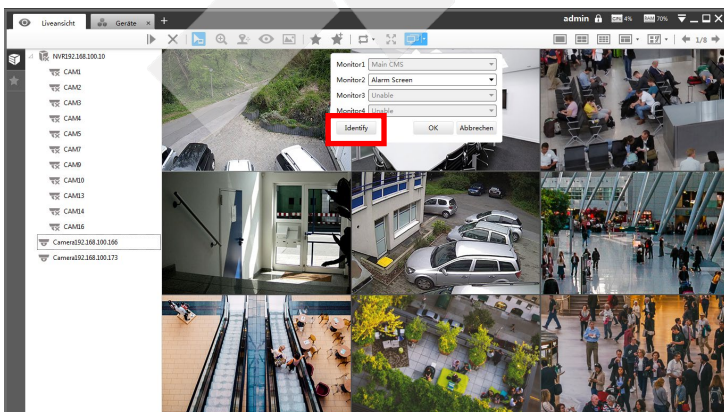 Liveansicht
Geräte
×
+
admin
CPU 4%
RAM 70%
1/8
NVR192.168.100.10
CAM1
CAM2
CAM3
CAM4
CAM5
CAM7
CAM9
CAM10
CAM13
CAM14
CAM16
Camera192.168.100.166
Camera192.168.100.173
Monitor1 Main CMS
Monitor2 Alarm Screen
Monitor3 Unable
Monitor4 Unable
Identify OK Abbrechen